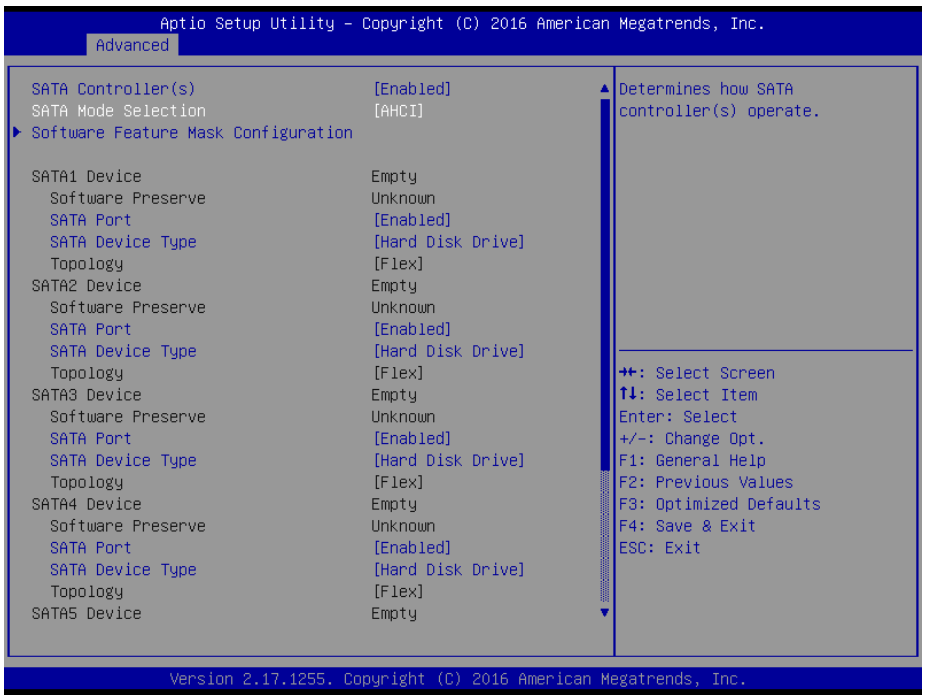 Aptio Setup Utility – Copyright (C) 2016 American Megatrends, Inc.
Advanced
SATA Controller(s) [Enabled]
SATA Mode Selection [AHCI]
Software Feature Mask Configuration
SATA1 Device Empty
Software Preserve Unknown
SATA Port [Enabled]
SATA Device Type [Hard Disk Drive]
Topology [Flex]
SATA2 Device Empty
Software Preserve Unknown
SATA Port [Enabled]
SATA Device Type [Hard Disk Drive]
Topology [Flex]
SATA3 Device Empty
Software Preserve Unknown
SATA Port [Enabled]
SATA Device Type [Hard Disk Drive]
Topology [Flex]
SATA4 Device Empty
Software Preserve Unknown
SATA Port [Enabled]
SATA Device Type [Hard Disk Drive]
Topology [Flex]
SATA5 Device Empty
Determines how SATA
controller(s) operate.
→←: Select Screen
↑↓: Select Item
Enter: Select
+/-: Change Opt.
F1: General Help
F2: Previous Values
F3: Optimized Defaults
F4: Save & Exit
ESC: Exit
Version 2.17.1255. Copyright (C) 2016 American Megatrends, Inc.